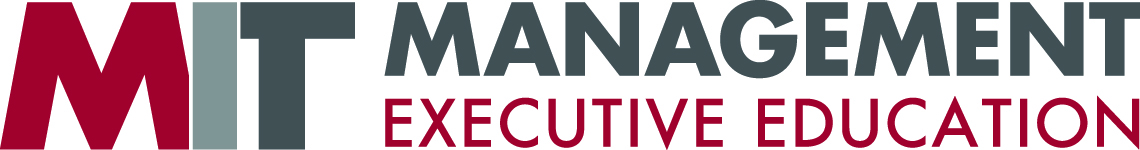 MIT MANAGEMENT
EXECUTIVE EDUCATION